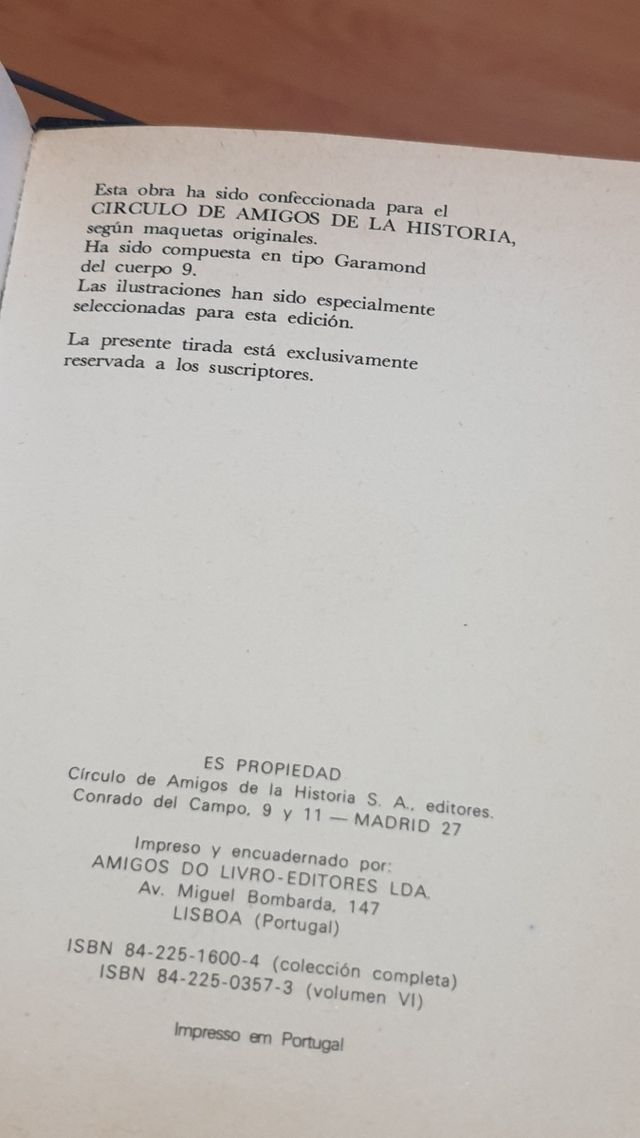 Esta obra ha sido confeccionada para el
CIRCULO DE AMIGOS DE LA HISTORIA,
según maquetas originales.
Ha sido compuesta en tipo Garamond
del cuerpo 9.
Las ilustraciones han sido especialmente
seleccionadas para esta edición.
La presente tirada está exclusivamente
reservada a los suscriptores.
ES PROPIEDAD
Círculo de Amigos de la Historia S. A., editores.
Conrado del Campo, 9 y 11 — MADRID 27
Impreso y encuadernado por:
AMIGOS DO LIVRO-EDITORES LDA.
Av. Miguel Bombarda, 147
LISBOA (Portugal)
ISBN 84-225-1600-4 (colección completa)
ISBN 84-225-0357-3 (volumen VI)
Impresso em Portugal